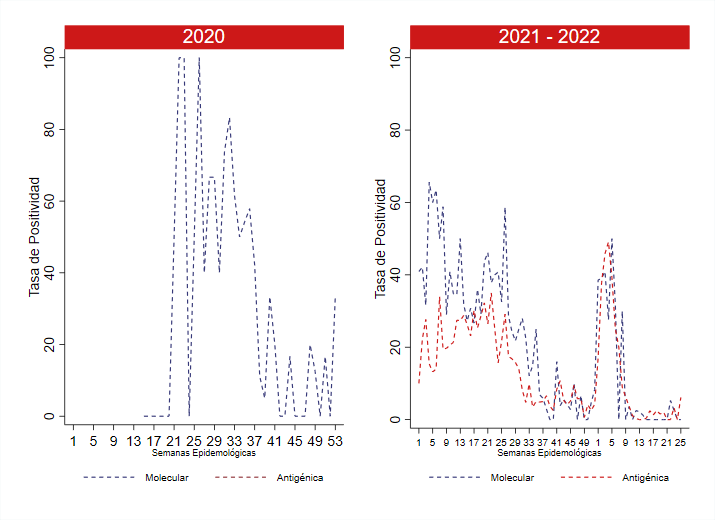 2020
Tasa de Positividad
100
80
60
40
20
0
1 5 9 13 17 21 25 29 33 37 41 45 49 53
Semanas Epidemológicas
Molecular Antigénica
2021 - 2022
Tasa de Positividad
100
80
60
40
20
0
1 5 9 13 17 21 25 29 33 37 41 45 49 1 5 9 13 17 21 25
Semanas Epidemológicas
Molecular Antigénica